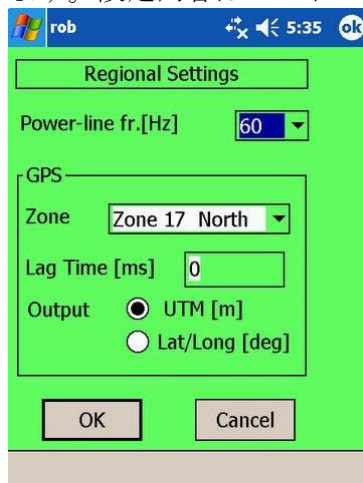 rob 5:35 ok
Regional Settings
Power-line fr.[Hz] 60
GPS
Zone Zone 17 North
Lag Time [ms] 0
Output UTM [m]
Lat/Long [deg]
OK Cancel